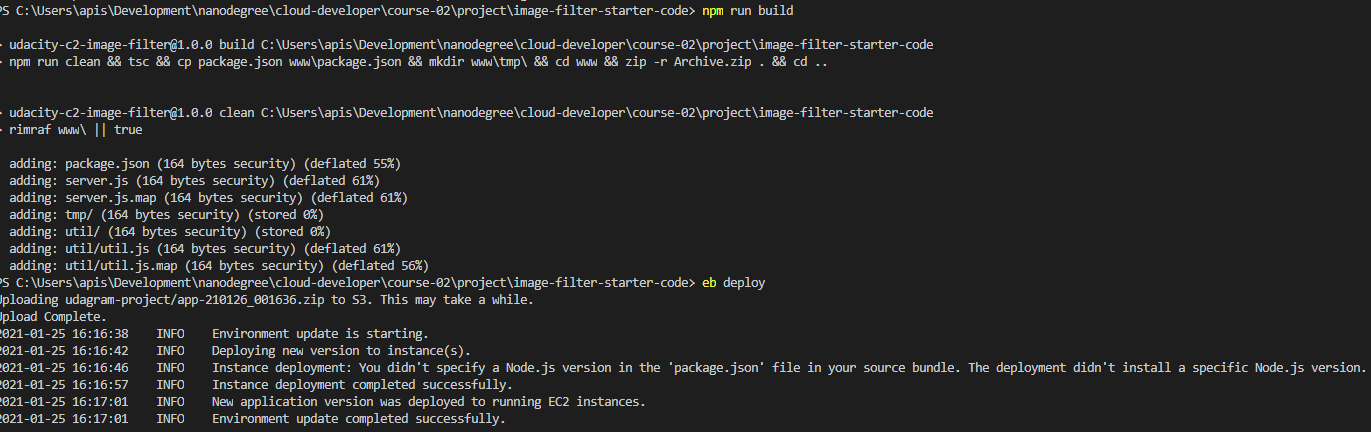 PS C:\Users\apis\Development\nanodegree\cloud-developer\course-02\project\image-filter-starter-code> npm run build
> udacity-c2-image-filter@1.0.0 build C:\Users\apis\Development\nanodegree\cloud-developer\course-02\project\image-filter-starter-code
> npm run clean && tsc && cp package.json www\package.json && mkdir www\tmp\ && cd www && zip -r Archive.zip . && cd ..
> udacity-c2-image-filter@1.0.0 clean C:\Users\apis\Development\nanodegree\cloud-developer\course-02\project\image-filter-starter-code
> rimraf www\ || true
adding: package.json (164 bytes security) (deflated 55%)
adding: server.js (164 bytes security) (deflated 61%)
adding: server.js.map (164 bytes security) (deflated 61%)
adding: tmp/ (164 bytes security) (stored 0%)
adding: util/ (164 bytes security) (stored 0%)
adding: util/util.js (164 bytes security) (deflated 61%)
adding: util/util.js.map (164 bytes security) (deflated 56%)
PS C:\Users\apis\Development\nanodegree\cloud-developer\course-02\project\image-filter-starter-code> eb deploy
Uploading udagram-project/app-210126_001636.zip to S3. This may take a while.
Upload Complete.
2021-01-25 16:16:38    INFO    Environment update is starting.
2021-01-25 16:16:42    INFO    Deploying new version to instance(s).
2021-01-25 16:16:46    INFO    Instance deployment: You didn't specify a Node.js version in the 'package.json' file in your source bundle. The deployment didn't install a specific Node.js version.
2021-01-25 16:16:57    INFO    Instance deployment completed successfully.
2021-01-25 16:17:01    INFO    New application version was deployed to running EC2 instances.
2021-01-25 16:17:01    INFO    Environment update completed successfully.